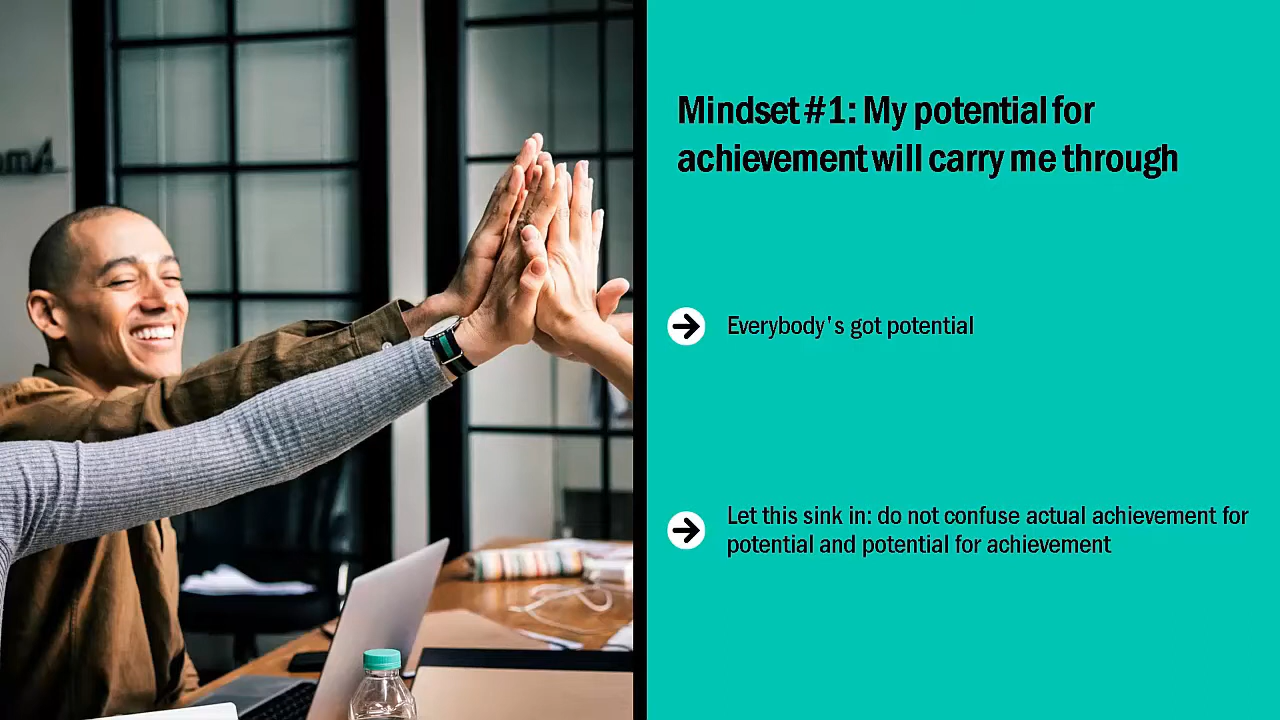 Mindset #1: My potential for
achievement will carry me through
Everybody's got potential
Let this sink in: do not confuse actual achievement for
potential and potential for achievement